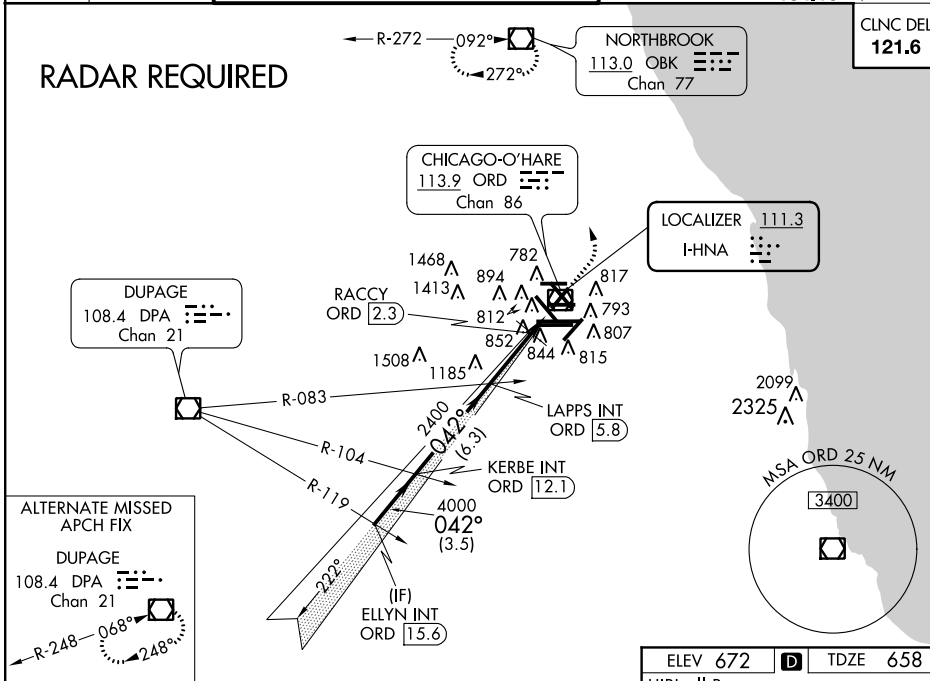 R-272
092°
272°
NORTHBROOK
113.0 OBK
Chan 77
CLNC DEL
121.6
RADAR REQUIRED
CHICAGO-O'HARE
113.9 ORD
Chan 86
LOCALIZER 111.3
I-HNA
DUPAGE
108.4 DPA
Chan 21
1468
1413
894
782
817
RACCY
ORD 2.3
812
793
852
844
807
815
1508
1185
R-083
LAPPS INT
ORD 5.8
2099
2325
2400
042°
(6.3)
R-104
KERBE INT
ORD 12.1
R-119
4000
042°
(3.5)
MSA ORD 25 NM
3400
ALTERNATE MISSED
APCH FIX
DUPAGE
108.4 DPA
Chan 21
R-248
068°
248°
222°
(IF)
ELLYN INT
ORD 15.6
ELEV 672 D TDZE 658